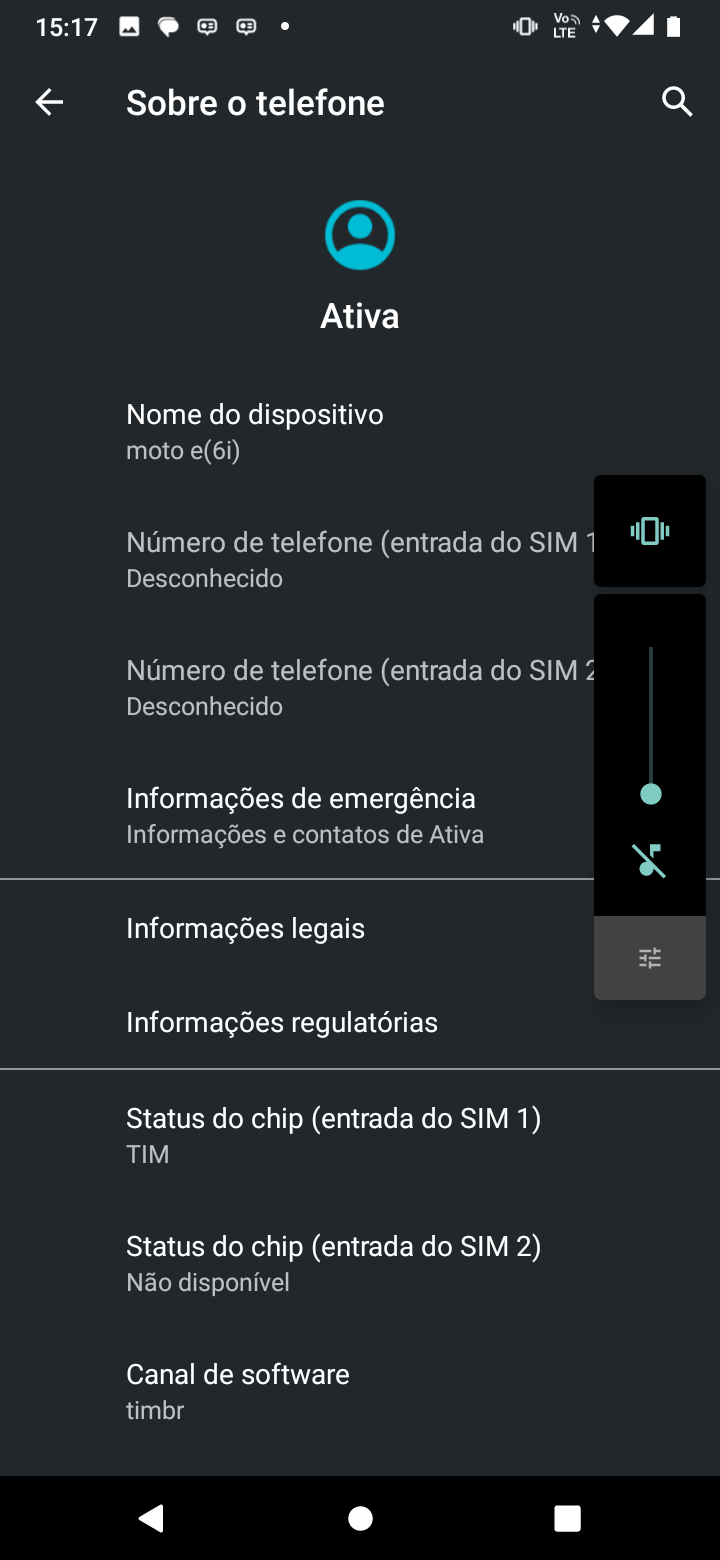 15:17
Vo LTE
Sobre o telefone
Ativa
Nome do dispositivo
moto e(6i)
Número de telefone (entrada do SIM 1
Desconhecido
Número de telefone (entrada do SIM 2
Desconhecido
Informações de emergência
Informações e contatos de Ativa
Informações legais
Informações regulatórias
Status do chip (entrada do SIM 1)
TIM
Status do chip (entrada do SIM 2)
Não disponível
Canal de software
timbr